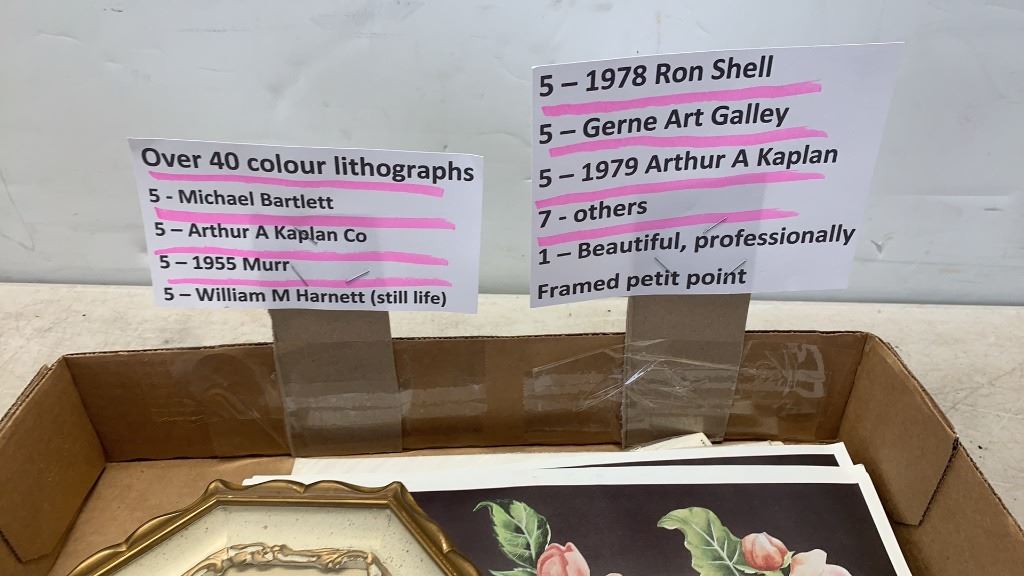 Over 40 colour lithographs
5 - Michael Bartlett
5 – Arthur A Kaplan Co
5 – 1955 Murr
5 – William M Harnett (still life)
5 – 1978 Ron Shell
5 – Gerne Art Galley
5 – 1979 Arthur A Kaplan
7 - others
1 – Beautiful, professionally
Framed petit point